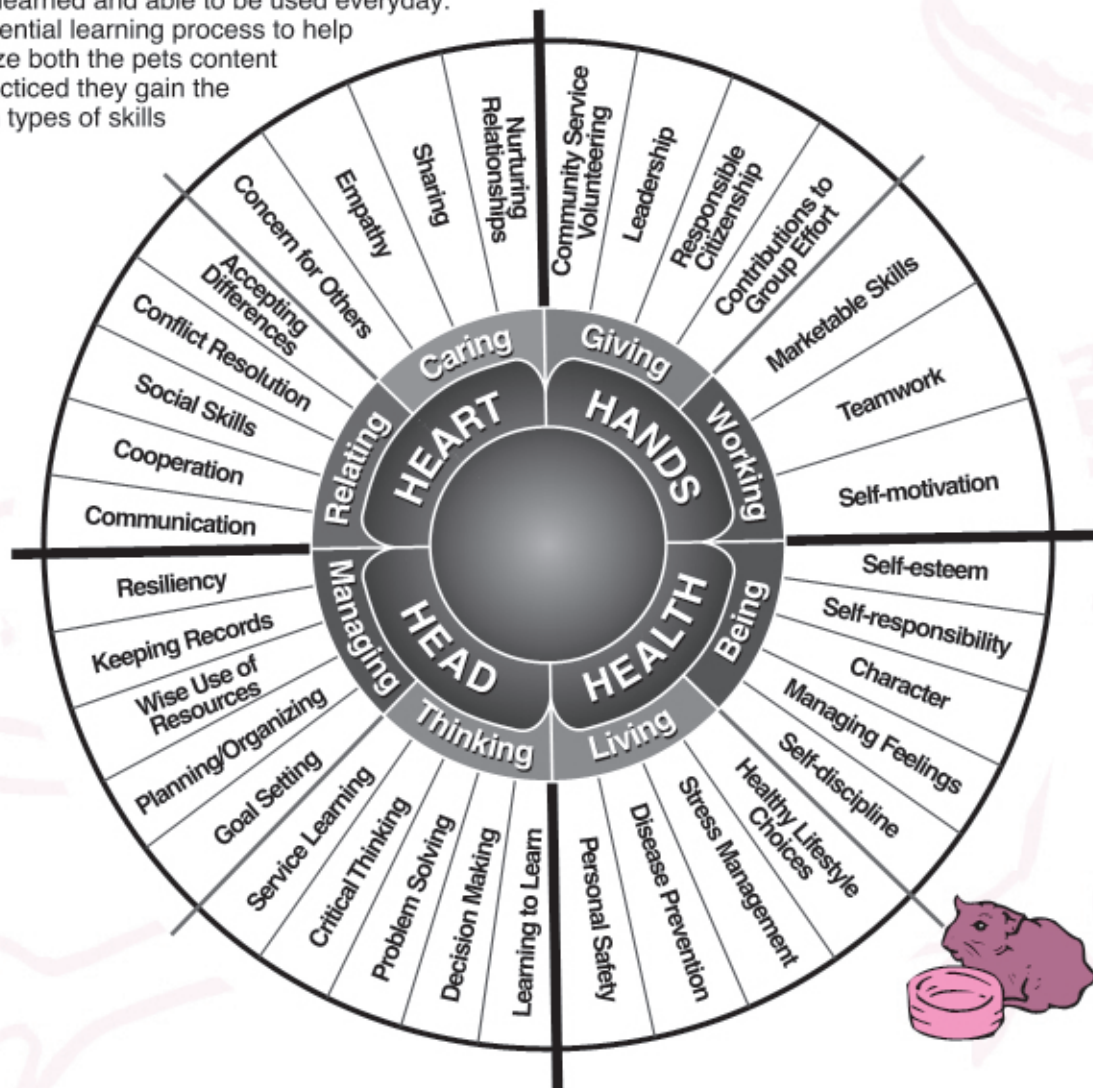 learned and able to be used everyday.
ential learning process to help
ze both the pets content
cticed they gain the
types of skills
Nurturing
Relationships
Sharing
Empathy
Concern for Others
Accepting
Differences
Conflict Resolution
Social Skills
Cooperation
Communication
Community Service
Volunteering
Leadership
Responsible
Citizenship
Contributions to
Group Effort
Marketable Skills
Teamwork
Self-motivation
Caring
Giving
Relating
Working
HEART
HANDS
HEAD
HEALTH
Managing
Being
Thinking
Living
Resiliency
Keeping Records
Wise Use of
Resources
Planning/Organizing
Goal Setting
Service Learning
Critical Thinking
Problem Solving
Decision Making
Learning to Learn
Self-esteem
Self-responsibility
Character
Managing Feelings
Self-discipline
Healthy Lifestyle
Choices
Stress Management
Disease Prevention
Personal Safety